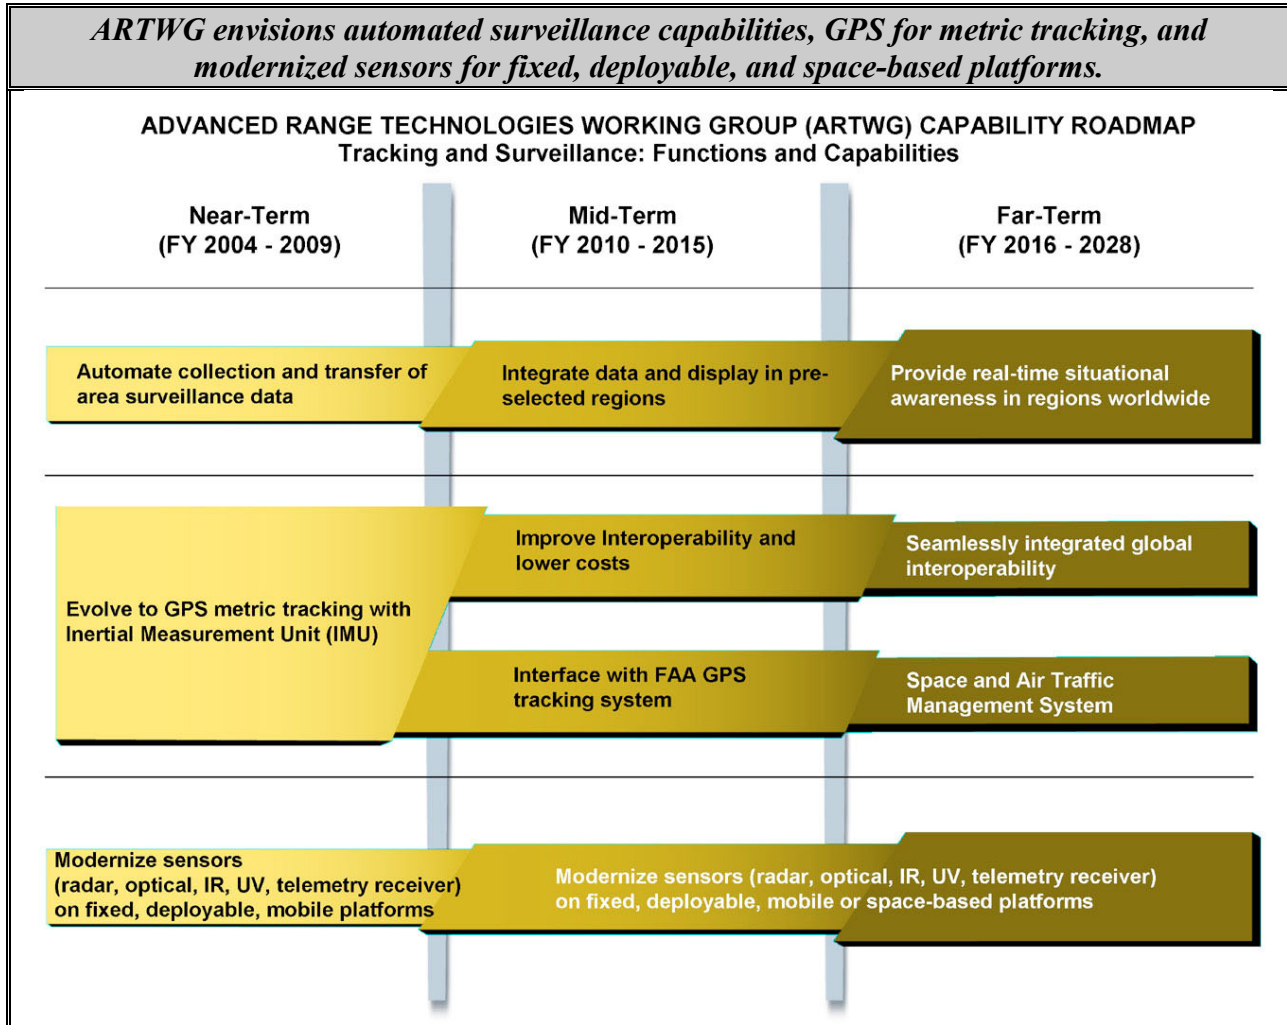 ARTWG envisions automated surveillance capabilities, GPS for metric tracking, and
modernized sensors for fixed, deployable, and space-based platforms.
ADVANCED RANGE TECHNOLOGIES WORKING GROUP (ARTWG) CAPABILITY ROADMAP
Tracking and Surveillance: Functions and Capabilities
Near-Term
(FY 2004 - 2009)
Mid-Term
(FY 2010 - 2015)
Far-Term
(FY 2016 - 2028)
Automate collection and transfer of
area surveillance data
Integrate data and display in pre-
selected regions
Provide real-time situational
awareness in regions worldwide
Evolve to GPS metric tracking with
Inertial Measurement Unit (IMU)
Improve Interoperability and
lower costs
Seamlessly integrated global
interoperability
Interface with FAA GPS
tracking system
Space and Air Traffic
Management System
Modernize sensors
(radar, optical, IR, UV, telemetry receiver)
on fixed, deployable, mobile platforms
Modernize sensors (radar, optical, IR, UV, telemetry receiver)
on fixed, deployable, mobile or space-based platforms